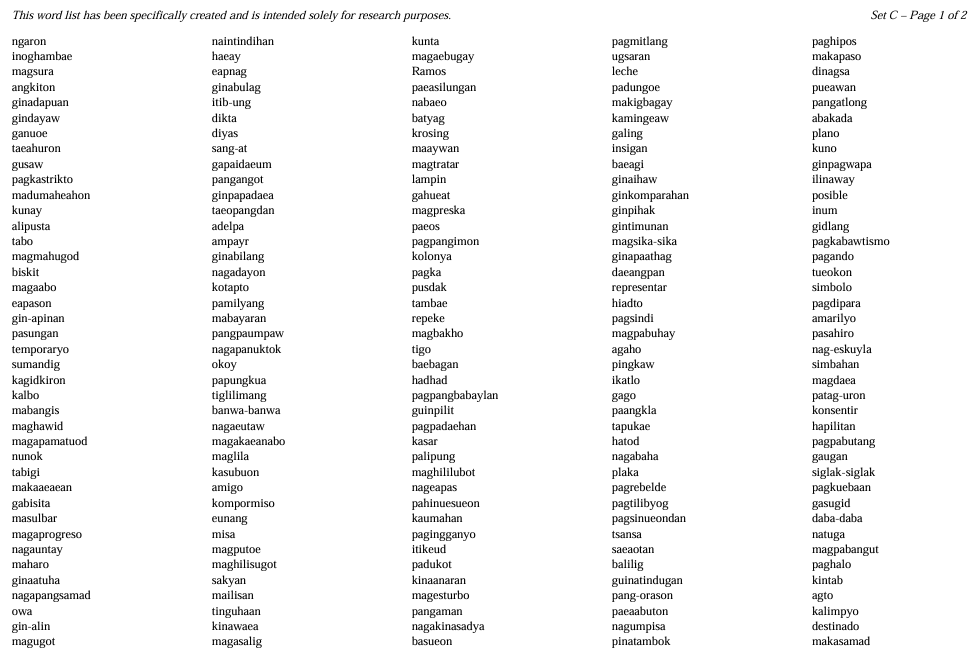 This word list has been specifically created and is intended solely for research purposes.
Set C – Page 1 of 2
ngaron
inoghambae
magsura
angkiton
ginadapuan
gindayaw
ganuoe
taeahuron
gusaw
pagkastrikto
madumaheahon
kunay
alipusta
tabo
magmahugod
biskit
magaabo
eapason
gin-apinan
pasungan
temporaryo
sumandig
kagidkiron
kalbo
mabangis
maghawid
magapamatuod
nunok
tabigi
makaaeaean
gabisita
masulbar
magaprogreso
nagauntay
maharo
ginaatuha
nagapangsamad
owa
gin-alin
magugot
naintindihan
haeay
eapnag
ginabulag
itib-ung
dikta
diyas
sang-at
gapaidaeum
pangangot
ginpapadaea
taeopangdan
adelpa
ampayr
ginabilang
nagadayon
kotapto
pamilyang
mabayaran
pangpaumpaw
nagapanuktok
okoy
papungkua
tiglilimang
banwa-banwa
nagaeutaw
magakaeanabo
maglila
kasubuon
amigo
kompormiso
eunang
misa
magputoe
maghilisugot
sakyan
mailisan
tinguhaan
kinawaea
magasalig
kunta
magaebugay
Ramos
paeasilungan
nabaeo
batyag
krosing
maaywan
magtratar
lampin
gahueat
magpreska
paeos
pagpangimon
kolonya
pagka
pusdak
tambae
repeke
magbakho
tigo
baebagan
hadhad
pagpangbabaylan
guinpilit
pagpadaehan
kasar
palipung
maghililubot
nageapas
pahinuesueon
kaumahan
pagingganyo
itikeud
padukot
kinaanaran
magesturbo
pangaman
nagakinasadya
basueon
pagmitlang
ugsaran
leche
padungoe
makigbagay
kamingeaw
galing
insigan
baeagi
ginaihaw
ginkomparahan
ginpihak
gintimunan
magsika-sika
ginapaathag
daeangpan
representar
hiadto
pagsindi
magpabuhay
agaho
pingkaw
ikatlo
gago
paangkla
tapukae
hatod
nagabaha
plaka
pagrebelde
pagtilibyog
pagsinueondan
tsansa
saeaotan
balilig
guinatindugan
pang-orason
paeaabuton
nagumpisa
pinatambok
paghipos
makapaso
dinagsa
pueawan
pangatlong
abakada
plano
kuno
ginpagwapa
ilinaway
posible
inum
gidlang
pagkabawtismo
pagando
tueokon
simbolo
pagdipara
amarilyo
pasahiro
nag-eskuyla
simbahan
magdaea
patag-uron
konsentir
hapilitan
pagpabutang
gaugan
siglak-siglak
pagkuebaan
gasugid
daba-daba
natuga
magpabangut
paghalo
kintab
agto
kalimpyo
destinado
makasamad